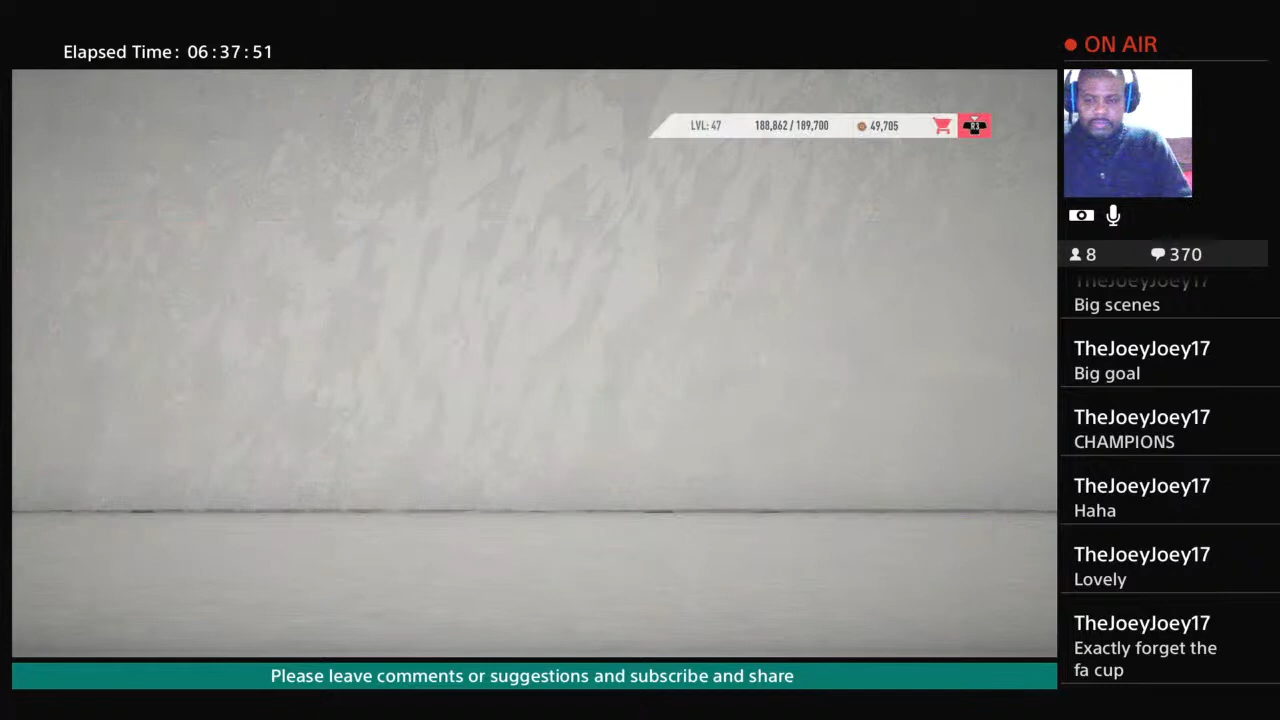 Elapsed Time: 06:37:51
ON AIR
LVL: 47
188,862 / 189,700
49,705
R3
8
370
TheJoeyJoey17
Big scenes
TheJoeyJoey17
Big goal
TheJoeyJoey17
CHAMPIONS
TheJoeyJoey17
Haha
TheJoeyJoey17
Lovely
TheJoeyJoey17
Exactly forget the
fa cup
Please leave comments or suggestions and subscribe and share